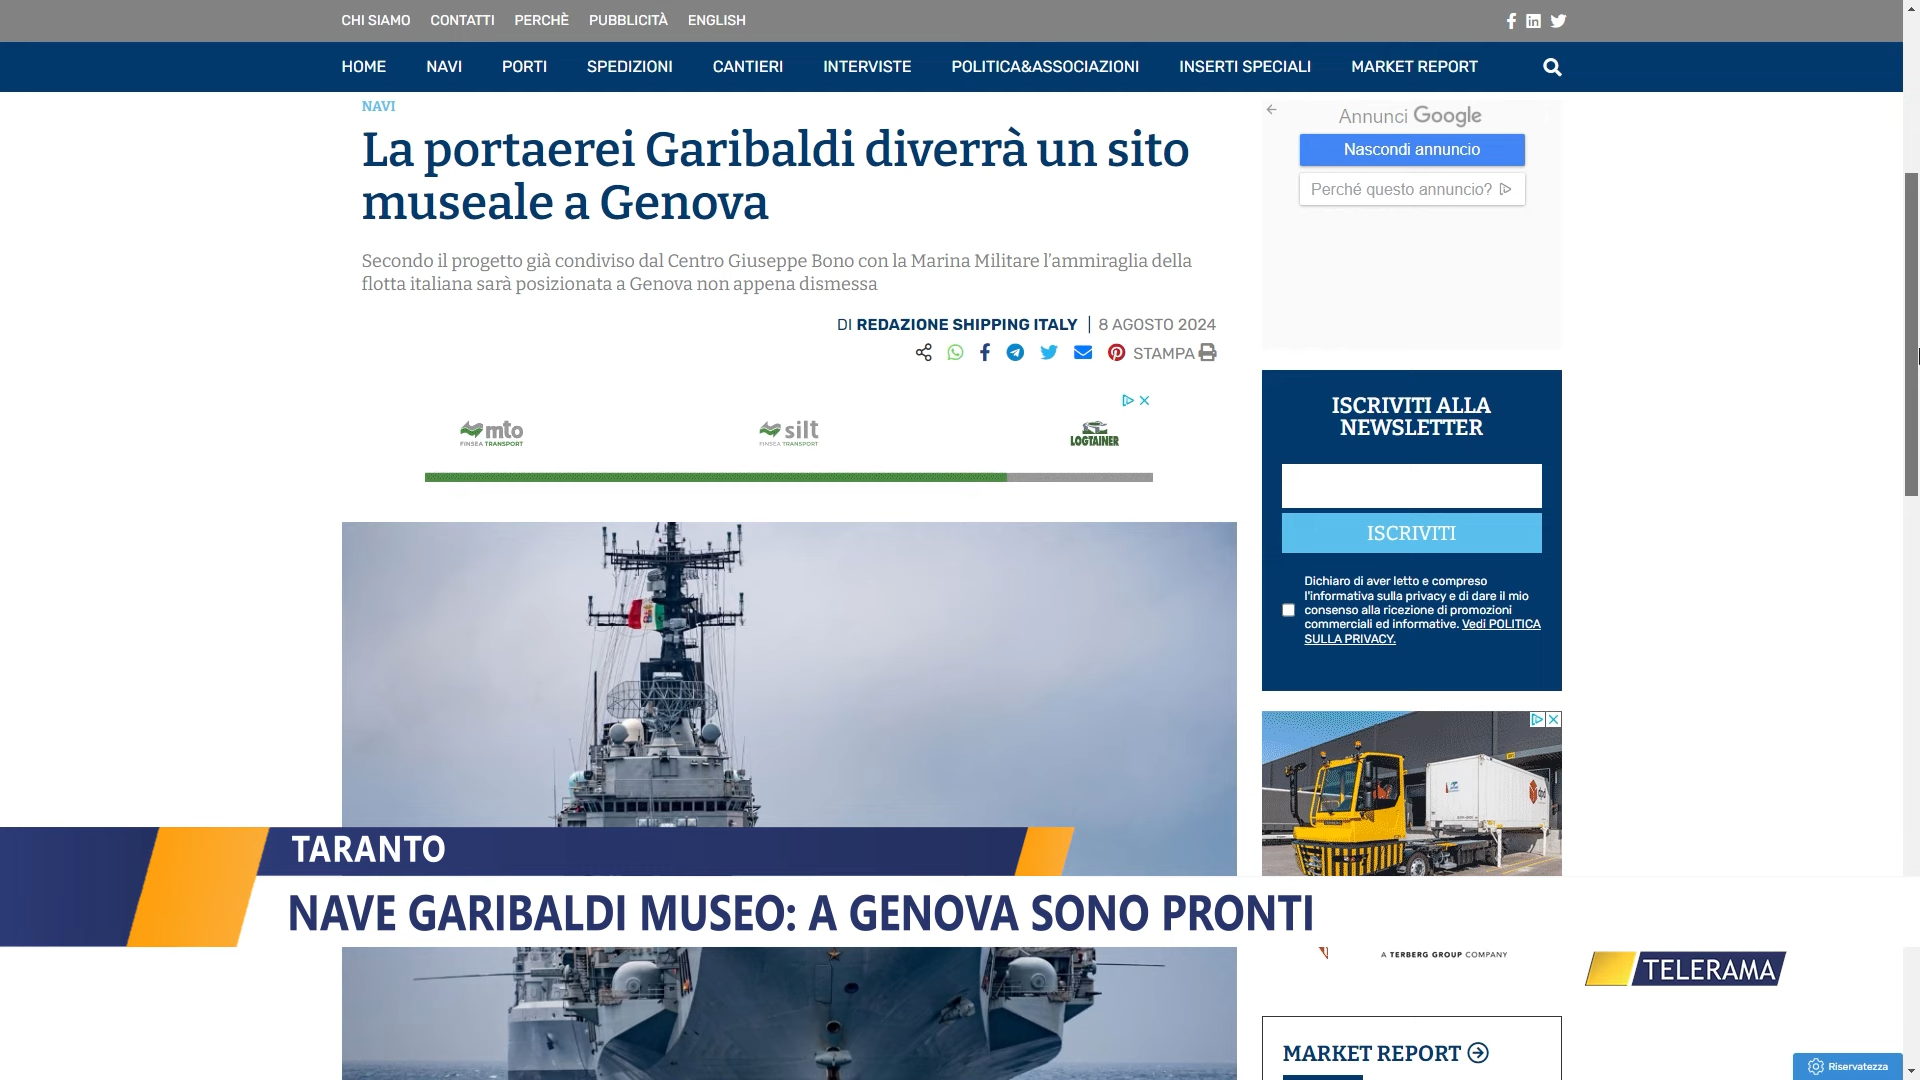 CHI SIAMO CONTATTI PERCHÈ PUBBLICITÀ ENGLISH
HOME NAVI PORTI SPEDIZIONI CANTIERI INTERVISTE POLITICA&ASSOCIAZIONI INSERTI SPECIALI MARKET REPORT
NAVI
La portaerei Garibaldi diverrà un sito
museale a Genova
Secondo il progetto già condiviso dal Centro Giuseppe Bono con la Marina Militare l'ammiraglia della
flotta italiana sarà posizionata a Genova non appena dismessa
DI REDAZIONE SHIPPING ITALY | 8 AGOSTO 2024
STAMPA
mto
FINSEA TRANSPORT
silt
FINSEA TRANSPORT
LOGTAINER
Annunci Google
Nascondi annuncio
Perché questo annuncio?
ISCRIVITI ALLA
NEWSLETTER
ISCRIVITI
Dichiaro di aver letto e compreso
l'informativa sulla privacy e di dare il mio
consenso alla ricezione di promozioni
commerciali ed informative. Vedi POLITICA
SULLA PRIVACY.
TARANTO
NAVE GARIBALDI MUSEO: A GENOVA SONO PRONTI
A TERBERG GROUP COMPANY
TELERAMA
MARKET REPORT
Riservatezza